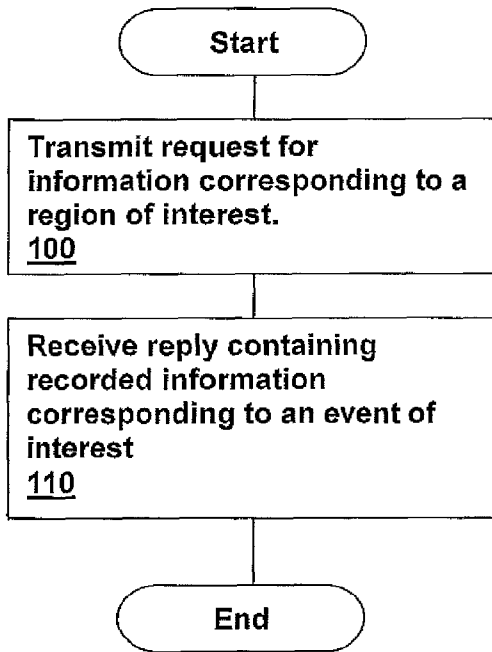 Start
Transmit request for
information corresponding to a
region of interest.
100
Receive reply containing
recorded information
corresponding to an event of
interest
110
End